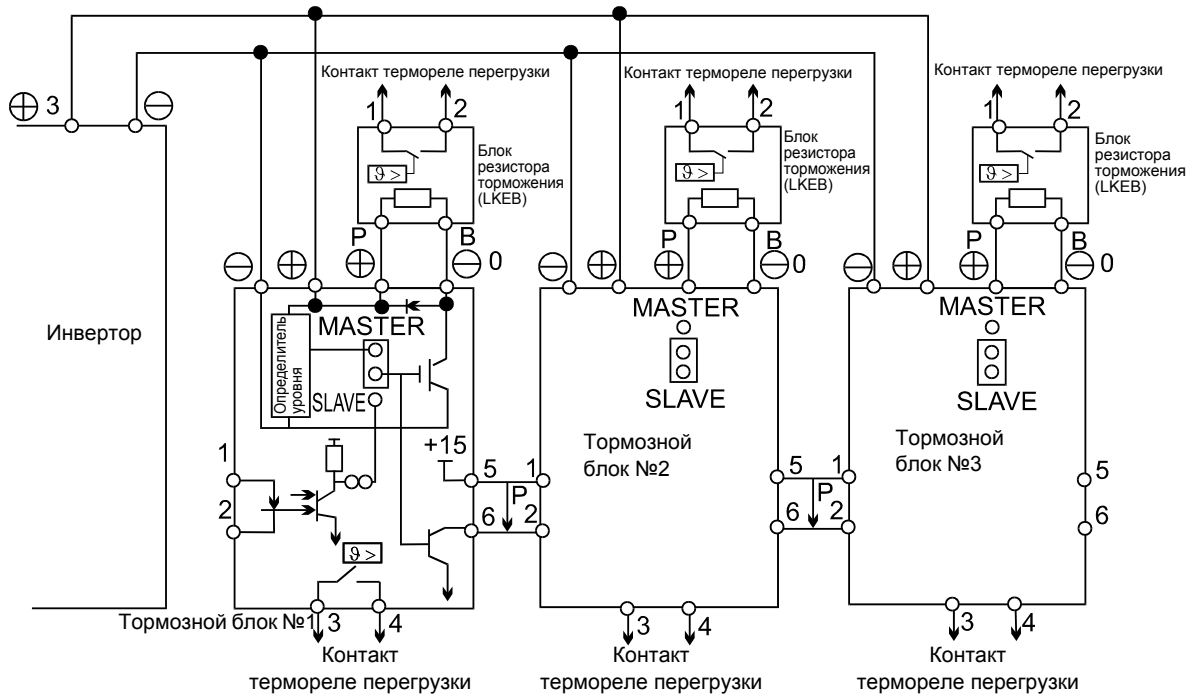 Контакт термореле перегрузки
Контакт термореле перегрузки
Контакт термореле перегрузки
⊕ 3 ⊖
1 2
1 2
1 2
Блок
резистора
торможения
(LKEB)
Блок
резистора
торможения
(LKEB)
Блок
резистора
торможения
(LKEB)
ϑ >
ϑ >
ϑ >
P B
P B
P B
⊖ ⊕ ⊕ ⊖ 0
⊖ ⊕ ⊕ ⊖ 0
⊖ ⊕ ⊕ ⊖ 0
Инвертор
Определитель
уровня
MASTER
SLAVE
+15
1
2
5
6
P
ϑ >
Тормозной блок №1
3 4
Контакт
термореле перегрузки
MASTER
SLAVE
Тормозной
блок №2
1
2
5
6
P
3 4
Контакт
термореле перегрузки
MASTER
SLAVE
Тормозной
блок №3
1
2
5
6
3 4
Контакт
термореле перегрузки